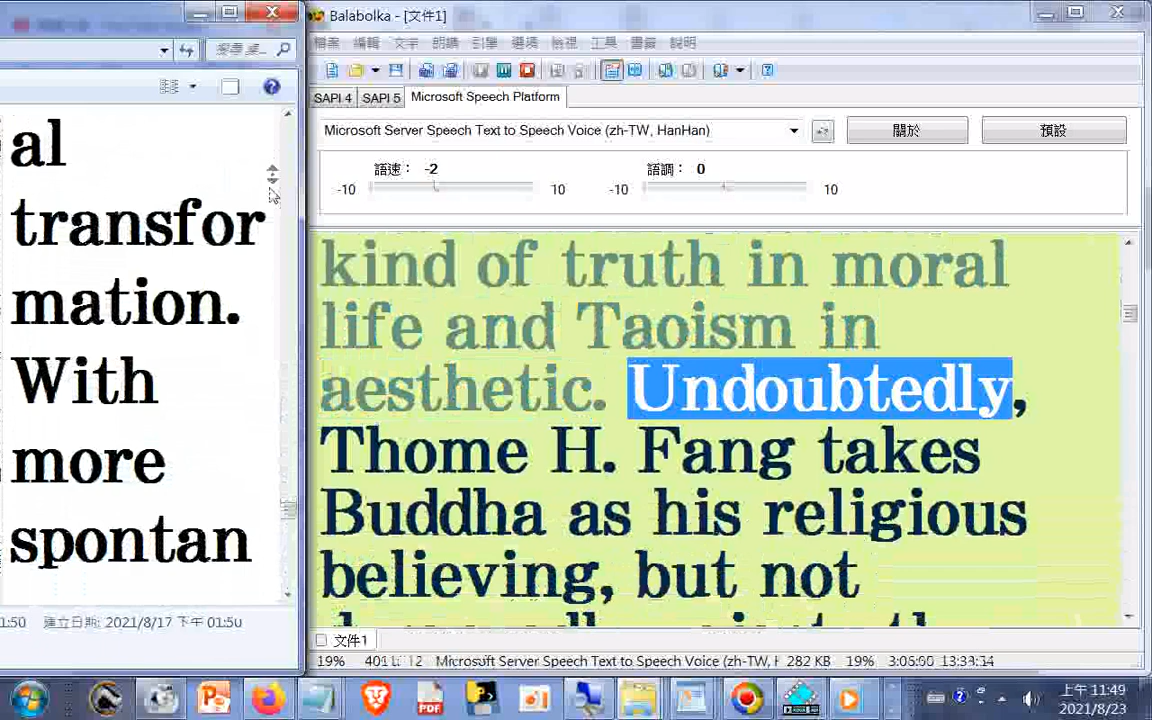 al
transfor
mation.
With
more
spontan
1:50 建立日期: 2021/8/17 下午 01:50
Balabolka - [文件1]
檔案 編輯 文字 朗讀 引擎 選項 檢視 工具 書籤 說明
SAPI 4 SAPI 5 Microsoft Speech Platform
Microsoft Server Speech Text to Speech Voice (zh-TW, HanHan)
關於 預設
語速： -2 語調： 0
-10 10 -10 10
kind of truth in moral
life and Taoism in
aesthetic. Undoubtedly,
Thome H. Fang takes
Buddha as his religious
believing, but not
文件1
19% Microsoft Server Speech Text to Speech Voice (zh-TW, H 282 KB 19%
PDF
上午 11:49
2021/8/23